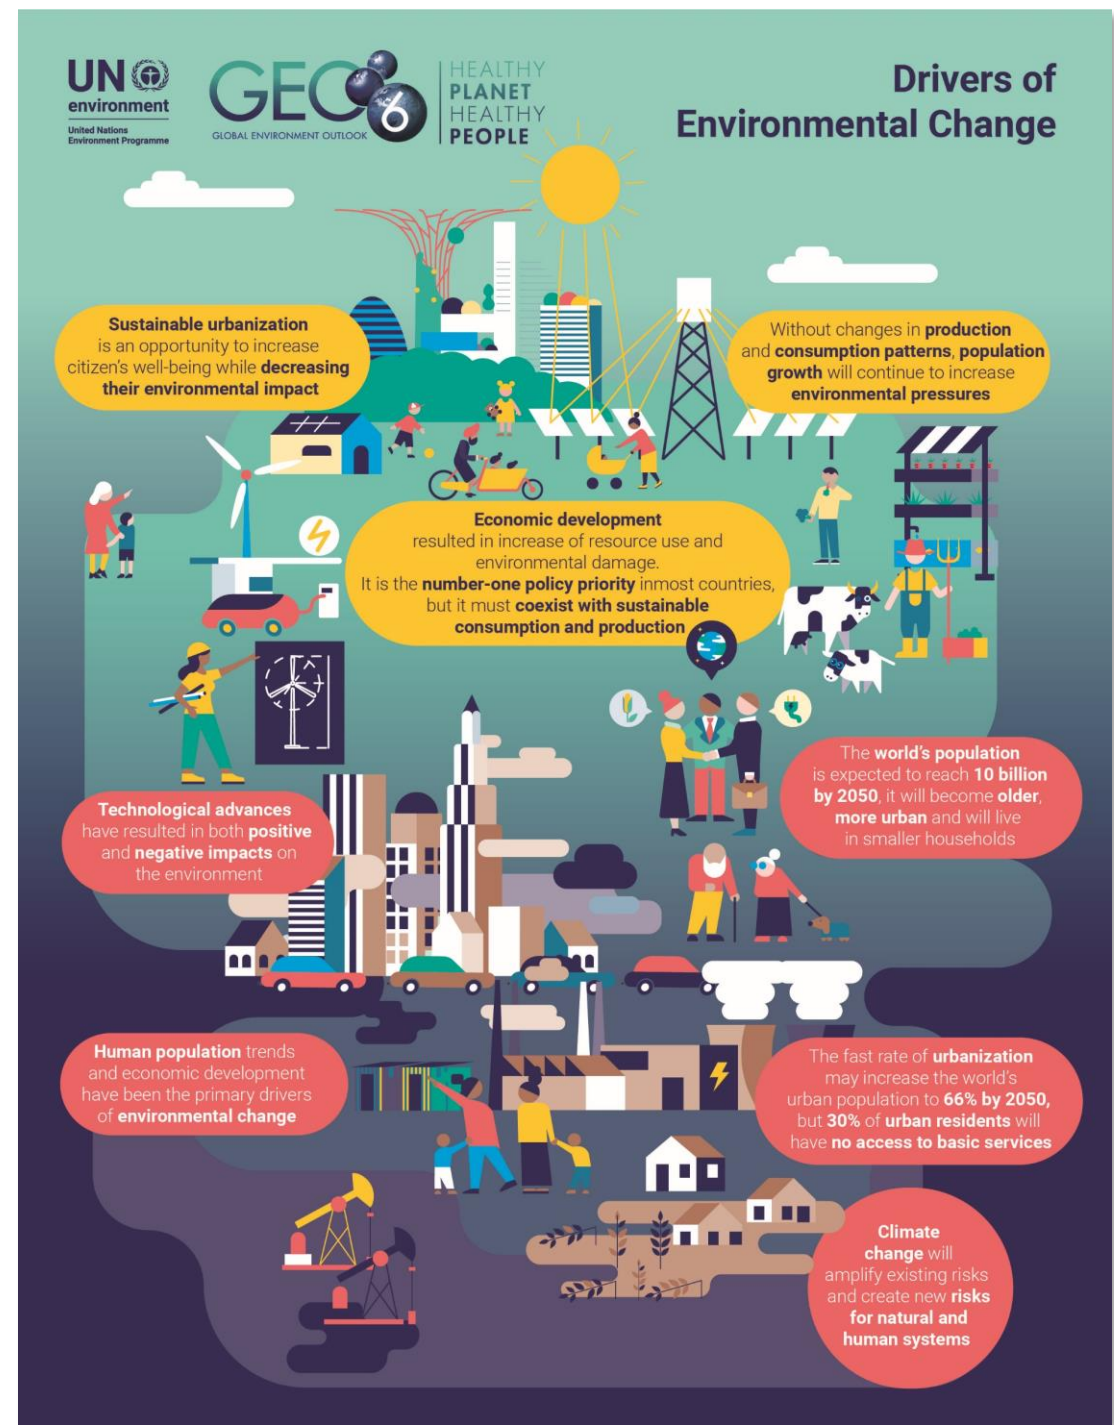 UN
environment
United Nations
Environment Programme
GEO 6
GLOBAL ENVIRONMENT OUTLOOK
HEALTHY
PLANET
HEALTHY
PEOPLE
Drivers of
Environmental Change
Sustainable urbanization
is an opportunity to increase
citizen's well-being while decreasing
their environmental impact
Without changes in production
and consumption patterns, population
growth will continue to increase
environmental pressures
Economic development
resulted in increase of resource use and
environmental damage.
It is the number-one policy priority inmost countries,
but it must coexist with sustainable
consumption and production
The world's population
is expected to reach 10 billion
by 2050, it will become older,
more urban and will live
in smaller households
Technological advances
have resulted in both positive
and negative impacts on
the environment
Human population trends
and economic development
have been the primary drivers
of environmental change
The fast rate of urbanization
may increase the world's
urban population to 66% by 2050,
but 30% of urban residents will
have no access to basic services
Climate
change will
amplify existing risks
and create new risks
for natural and
human systems